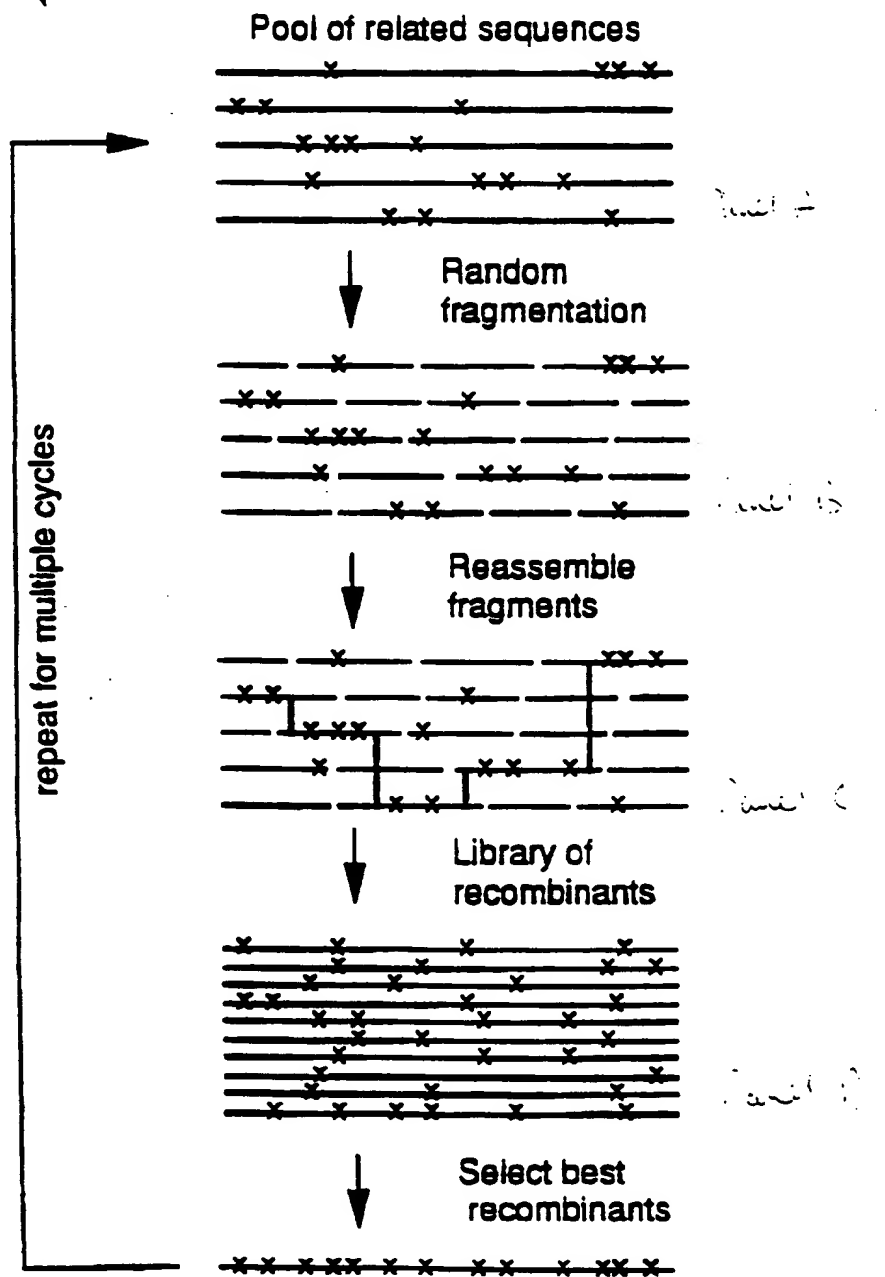 Pool of related sequences
Random
fragmentation
Reassemble
fragments
repeat for multiple cycles
Library of
recombinants
Select best
recombinants